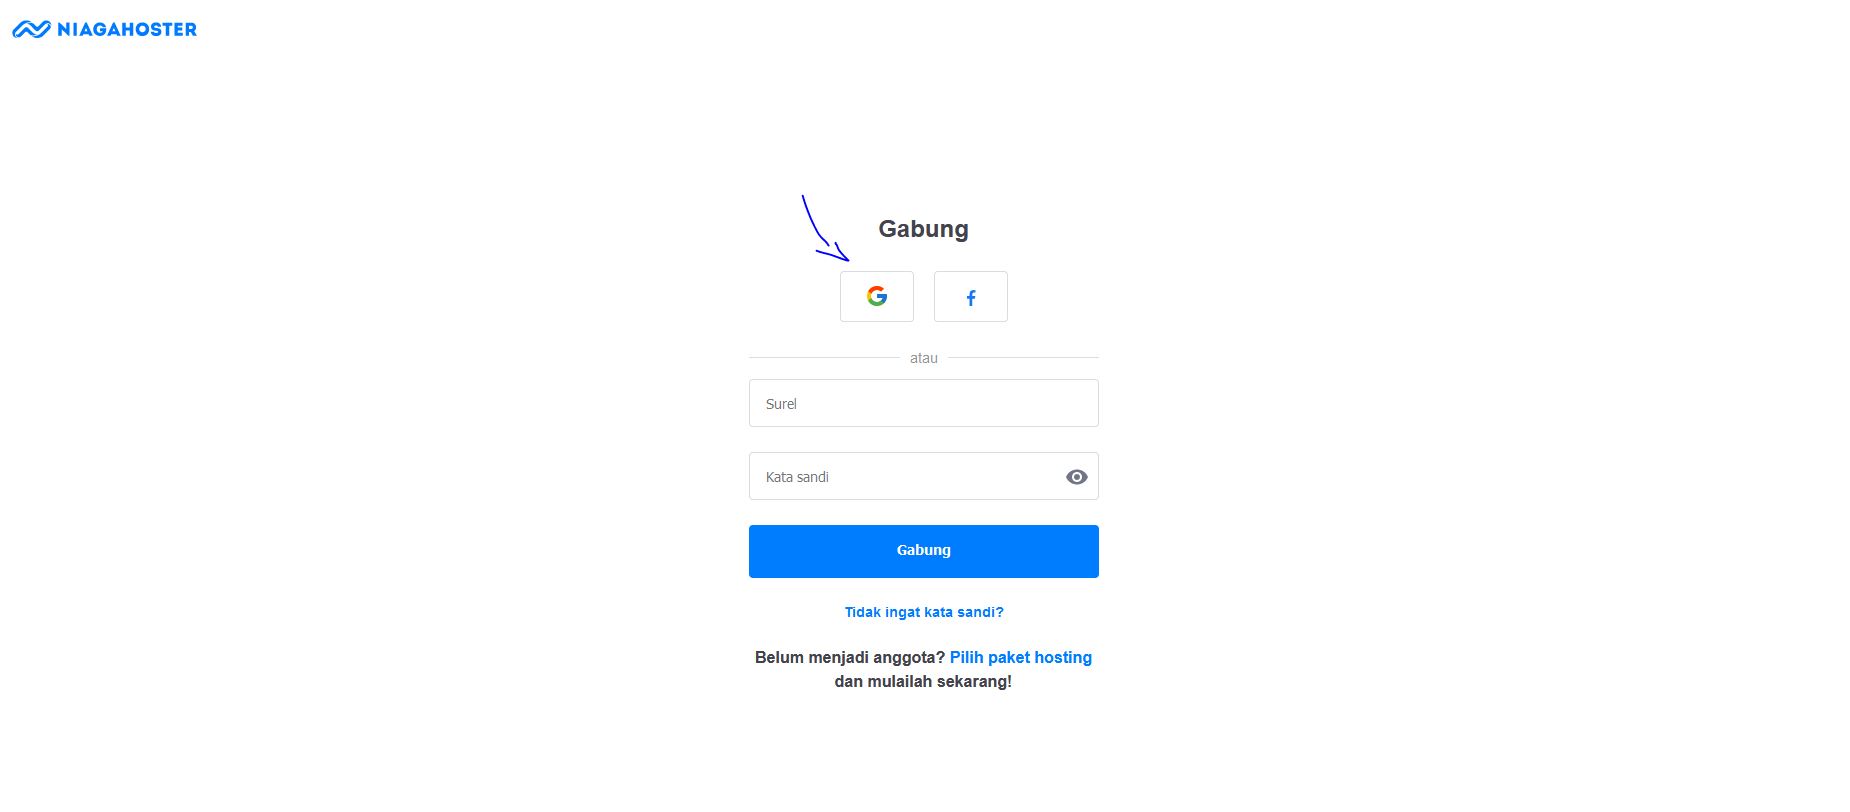 NIAGAHOSTER
Gabung
atau
Surel
Kata sandi
Gabung
Tidak ingat kata sandi?
Belum menjadi anggota? Pilih paket hosting
dan mulailah sekarang!